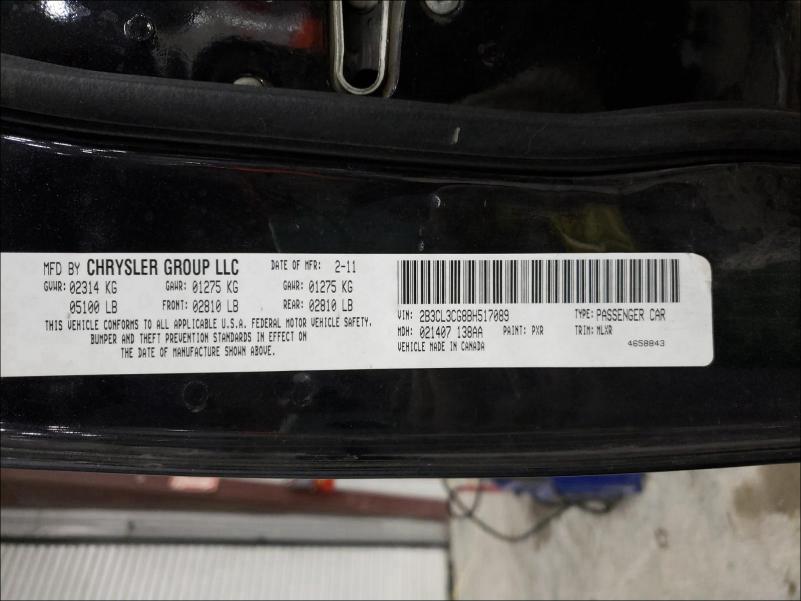 MFD BY CHRYSLER GROUP LLC DATE OF MFR: 2-11
GVWR: 02314 KG GAWR: 01275 KG GAWR: 01275 KG
05100 LB FRONT: 02810 LB REAR: 02810 LB
THIS VEHICLE CONFORMS TO ALL APPLICABLE U.S.A. FEDERAL MOTOR VEHICLE SAFETY,
BUMPER AND THEFT PREVENTION STANDARDS IN EFFECT ON
THE DATE OF MANUFACTURE SHOWN ABOVE.
VIN: 2B3CL3CG8BH517089 TYPE: PASSENGER CAR
MDH: 021407 138AA PAINT: PXR TRIM: MLXR
VEHICLE MADE IN CANADA 4658843